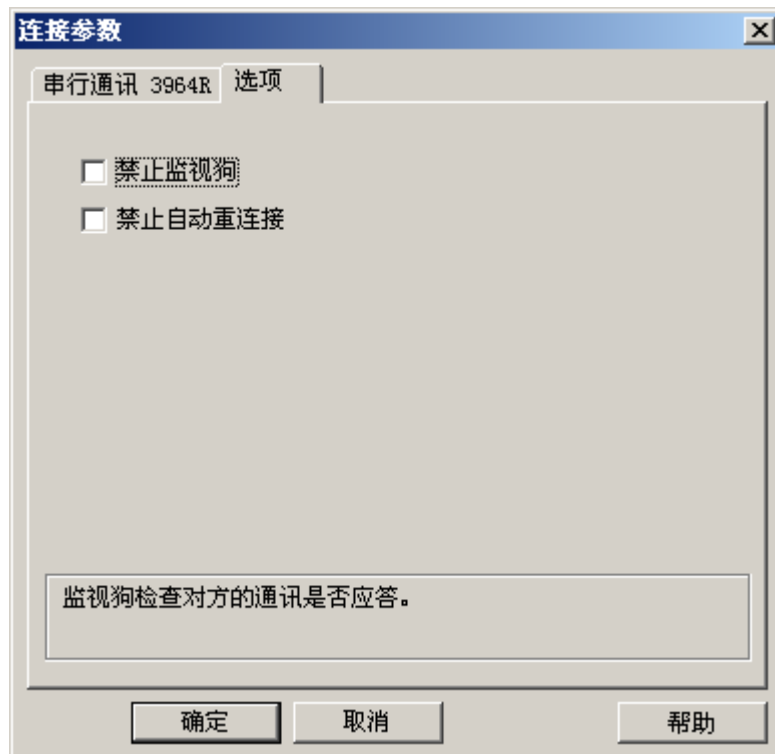 连接参数
串行通讯 3964R 选项
禁止监视狗
禁止自动重连接
监视狗检查对方的通讯是否应答。
确定 取消 帮助